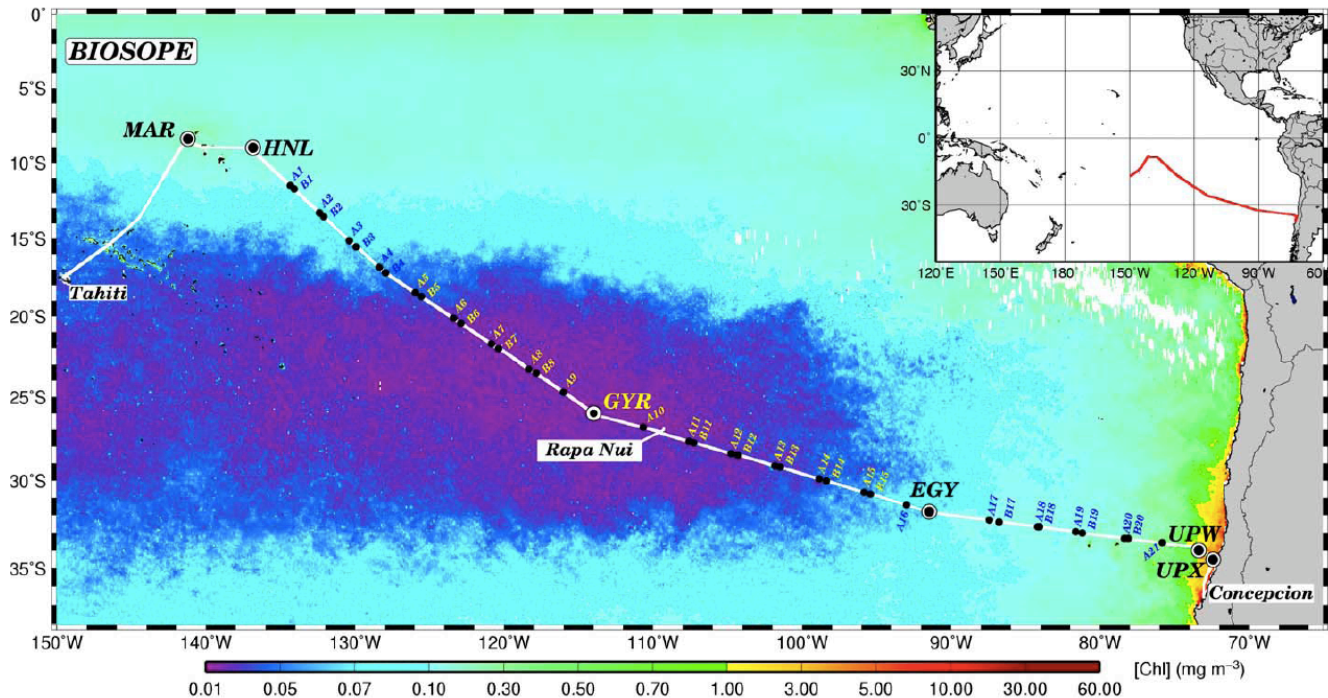 BIOSOPE
0°
5°S
10°S
15°S
20°S
25°S
30°S
35°S
150°W
140°W
130°W
120°W
110°W
100°W
90°W
80°W
70°W
MAR
HNL
A1
B1
A2
B2
A3
B3
A4
B4
A5
B5
A6
B6
A7
B7
A8
B8
A9
GYR
A10
A11
B11
A12
B12
A13
B13
A14
B14
A15
B15
A16
EGY
A17
B17
A18
B18
A19
B19
A20
B20
A21
UPW
UPX
Tahiti
Rapa Nui
Concepcion
30°N
0°
30°S
120°E
150°E
180°W
150°W
120°W
90°W
60°
[Chl] (mg m⁻³)
0.01 0.05 0.07 0.10 0.30 0.50 0.70 1.00 3.00 5.00 10.00 30.00 60.00